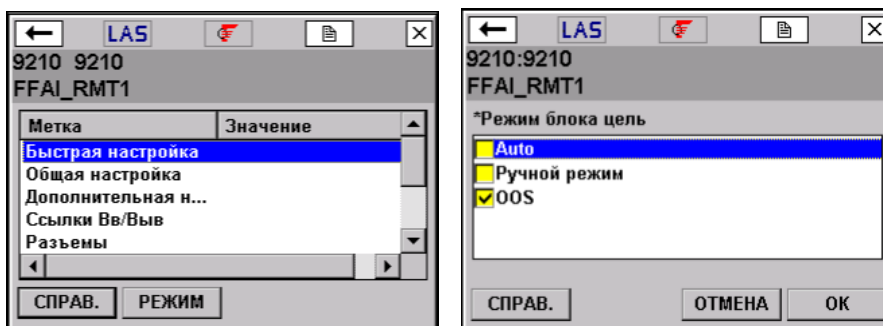 LAS
9210 9210
FFAI_RMT1
Метка Значение
Быстрая настройка
Общая настройка
Дополнительная н...
Ссылки Вв/Выв
Разъемы
СПРАВ. РЕЖИМ
LAS
9210:9210
FFAI_RMT1
*Режим блока цель
Auto
Ручной режим
OOS
СПРАВ. ОТМЕНА ОК